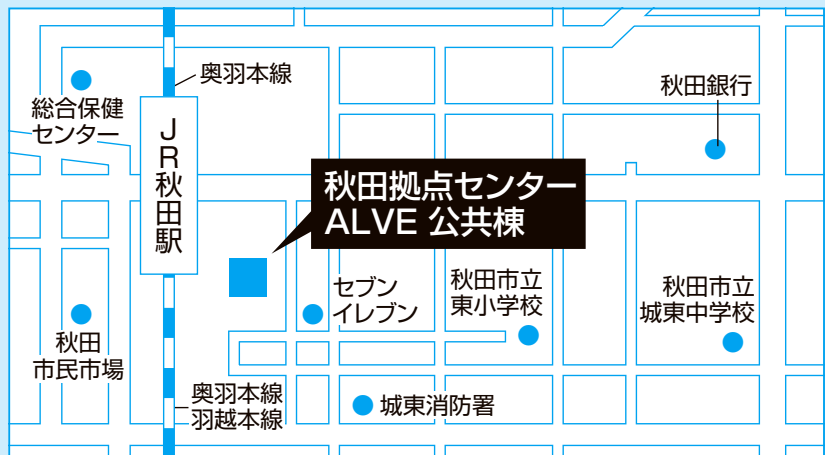 奥羽本線
総合保健
センター
秋田銀行
JR秋田駅
秋田拠点センター
ALVE 公共棟
セブン
イレブン
秋田市立
東小学校
秋田市立
城東中学校
秋田
市民市場
奥羽本線
羽越本線
城東消防署